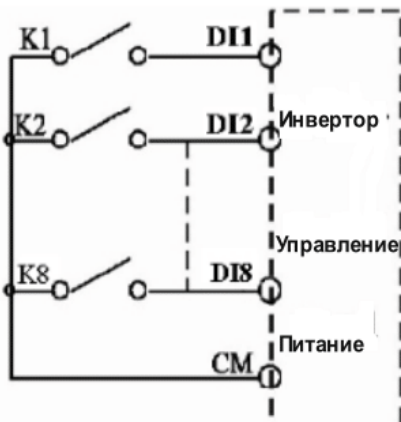 K1 DI1
K2 DI2 Инвертор
Управление
K8 DI8
Питание
CM